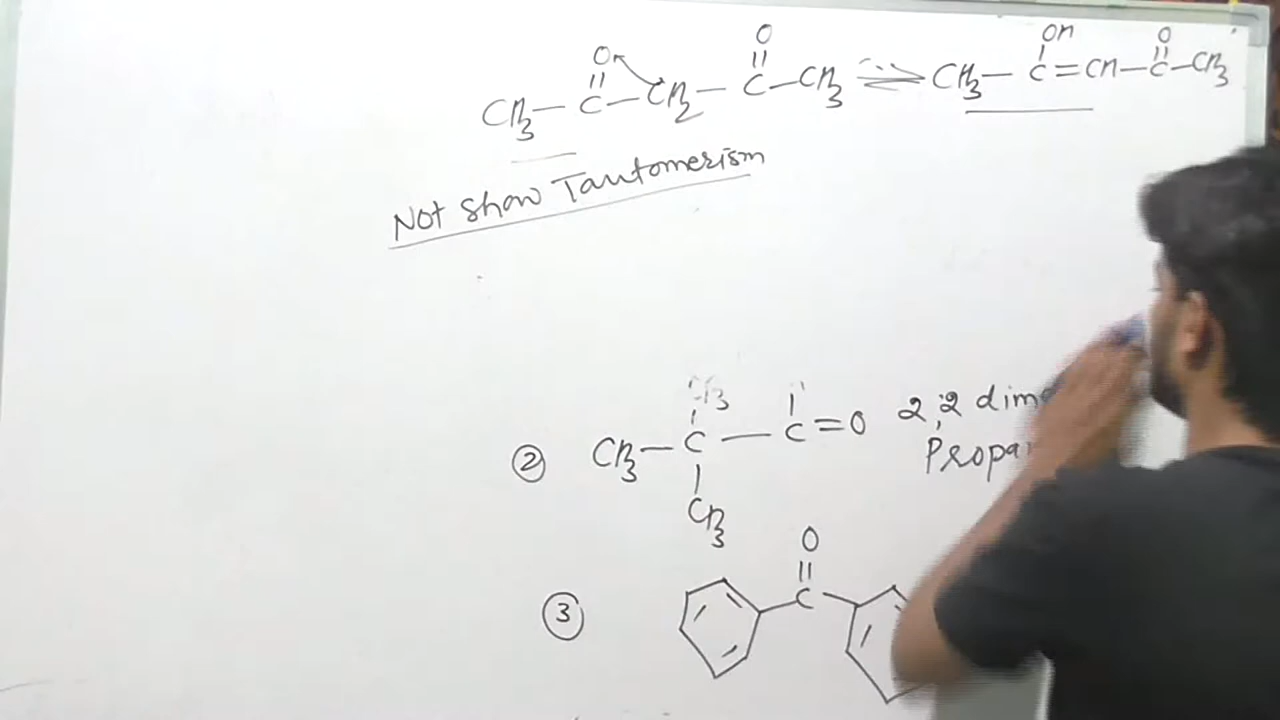 CH3—C(=O)—CH2—C(=O)—CH3 ⇌ CH3—C(OH)=CH—C(=O)—CH3
Not Show Tautomerism
② CH3—C(CH3)(CH3)—C=O 2,2 dime
Propa
③ C=O